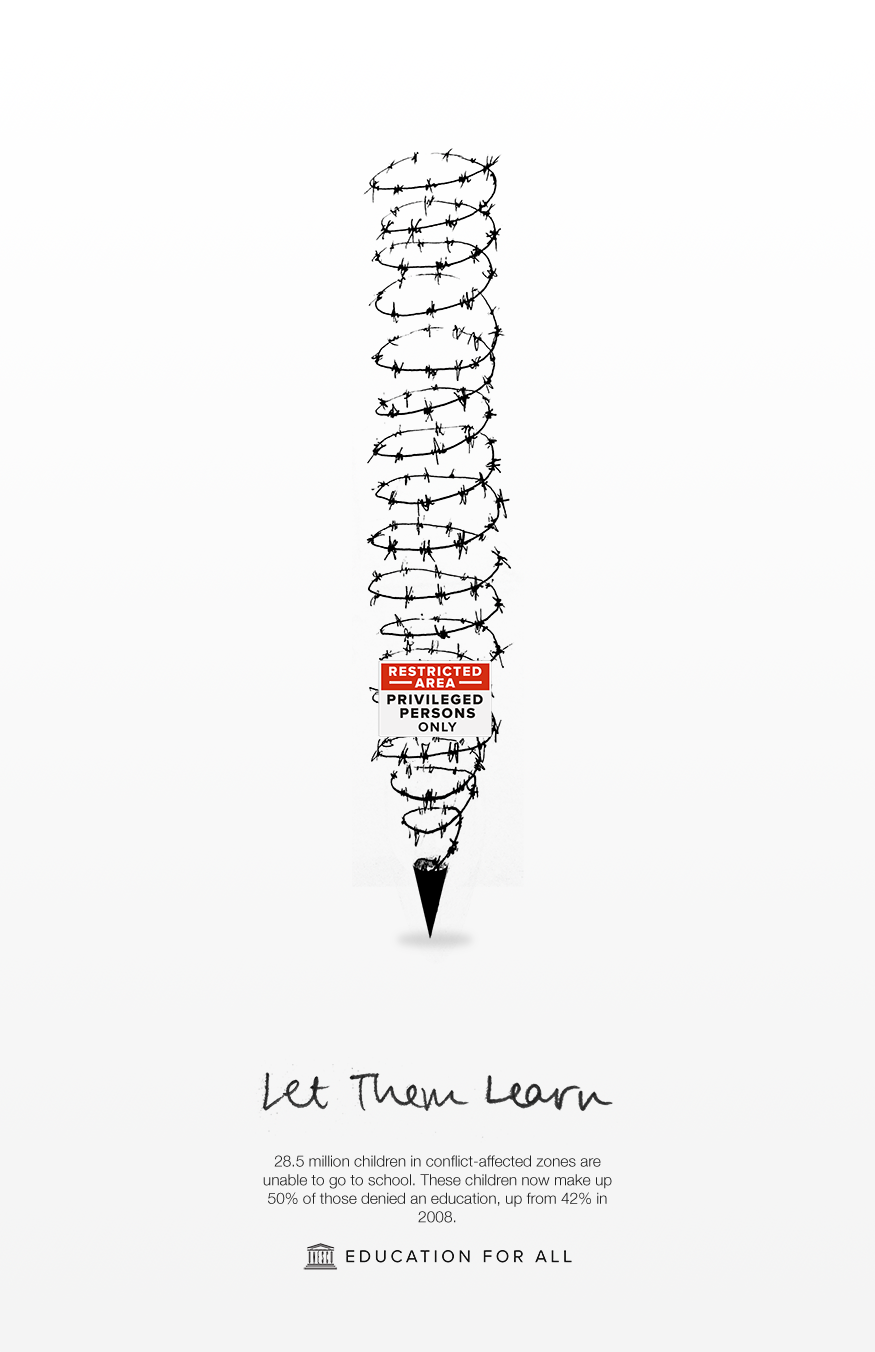 RESTRICTED
AREA
PRIVILEGED
PERSONS
ONLY
Let Them Learn
28.5 million children in conflict-affected zones are
unable to go to school. These children now make up
50% of those denied an education, up from 42% in
2008.
EDUCATION FOR ALL